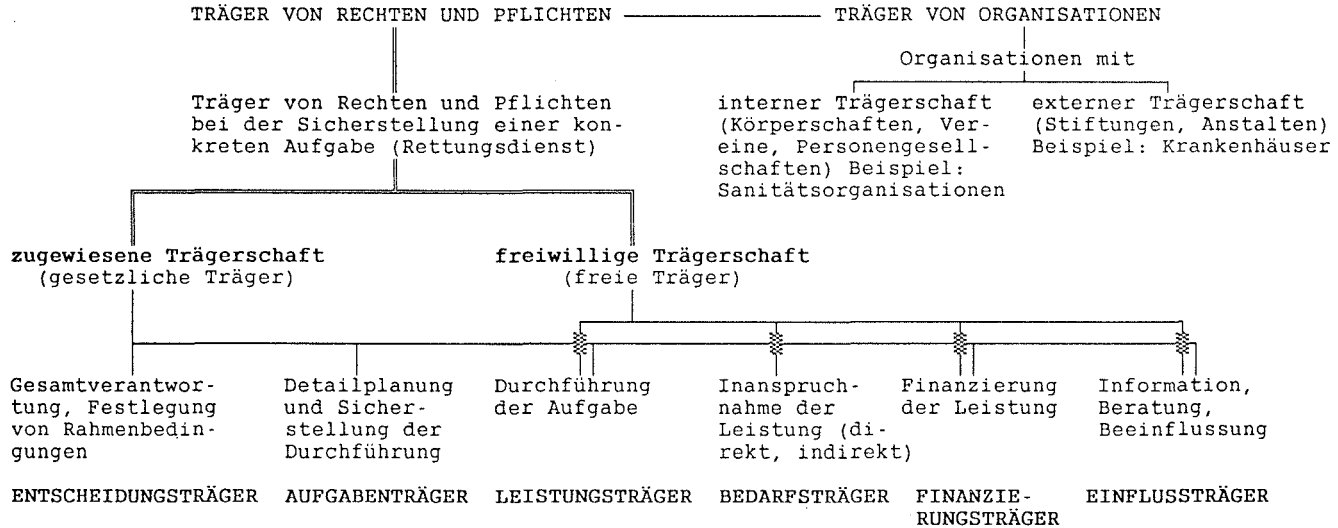 TRÄGER VON RECHTEN UND PFLICHTEN
TRÄGER VON ORGANISATIONEN
Organisationen mit
Träger von Rechten und Pflichten
bei der Sicherstellung einer kon-
kreten Aufgabe (Rettungsdienst)
interner Trägerschaft
(Körperschaften, Ver-
eine, Personengesell-
schaften) Beispiel:
Sanitätsorganisationen
externer Trägerschaft
(Stiftungen, Anstalten)
Beispiel: Krankenhäuser
zugewiesene Trägerschaft
(gesetzliche Träger)
freiwillige Trägerschaft
(freie Träger)
Gesamtverantwor-
tung, Festlegung
von Rahmenbedin-
gungen
Detailplanung
und Sicher-
stellung der
Durchführung
Durchführung
der Aufgabe
Inanspruch-
nahme der
Leistung (di-
rekt, indirekt)
Finanzierung
der Leistung
Information,
Beratung,
Beeinflussung
ENTSCHEIDUNGSTRÄGER
AUFGABENTRÄGER
LEISTUNGSTRÄGER
BEDARFSTRÄGER
FINANZIE-
RUNGSTRÄGER
EINFLUSSTRÄGER